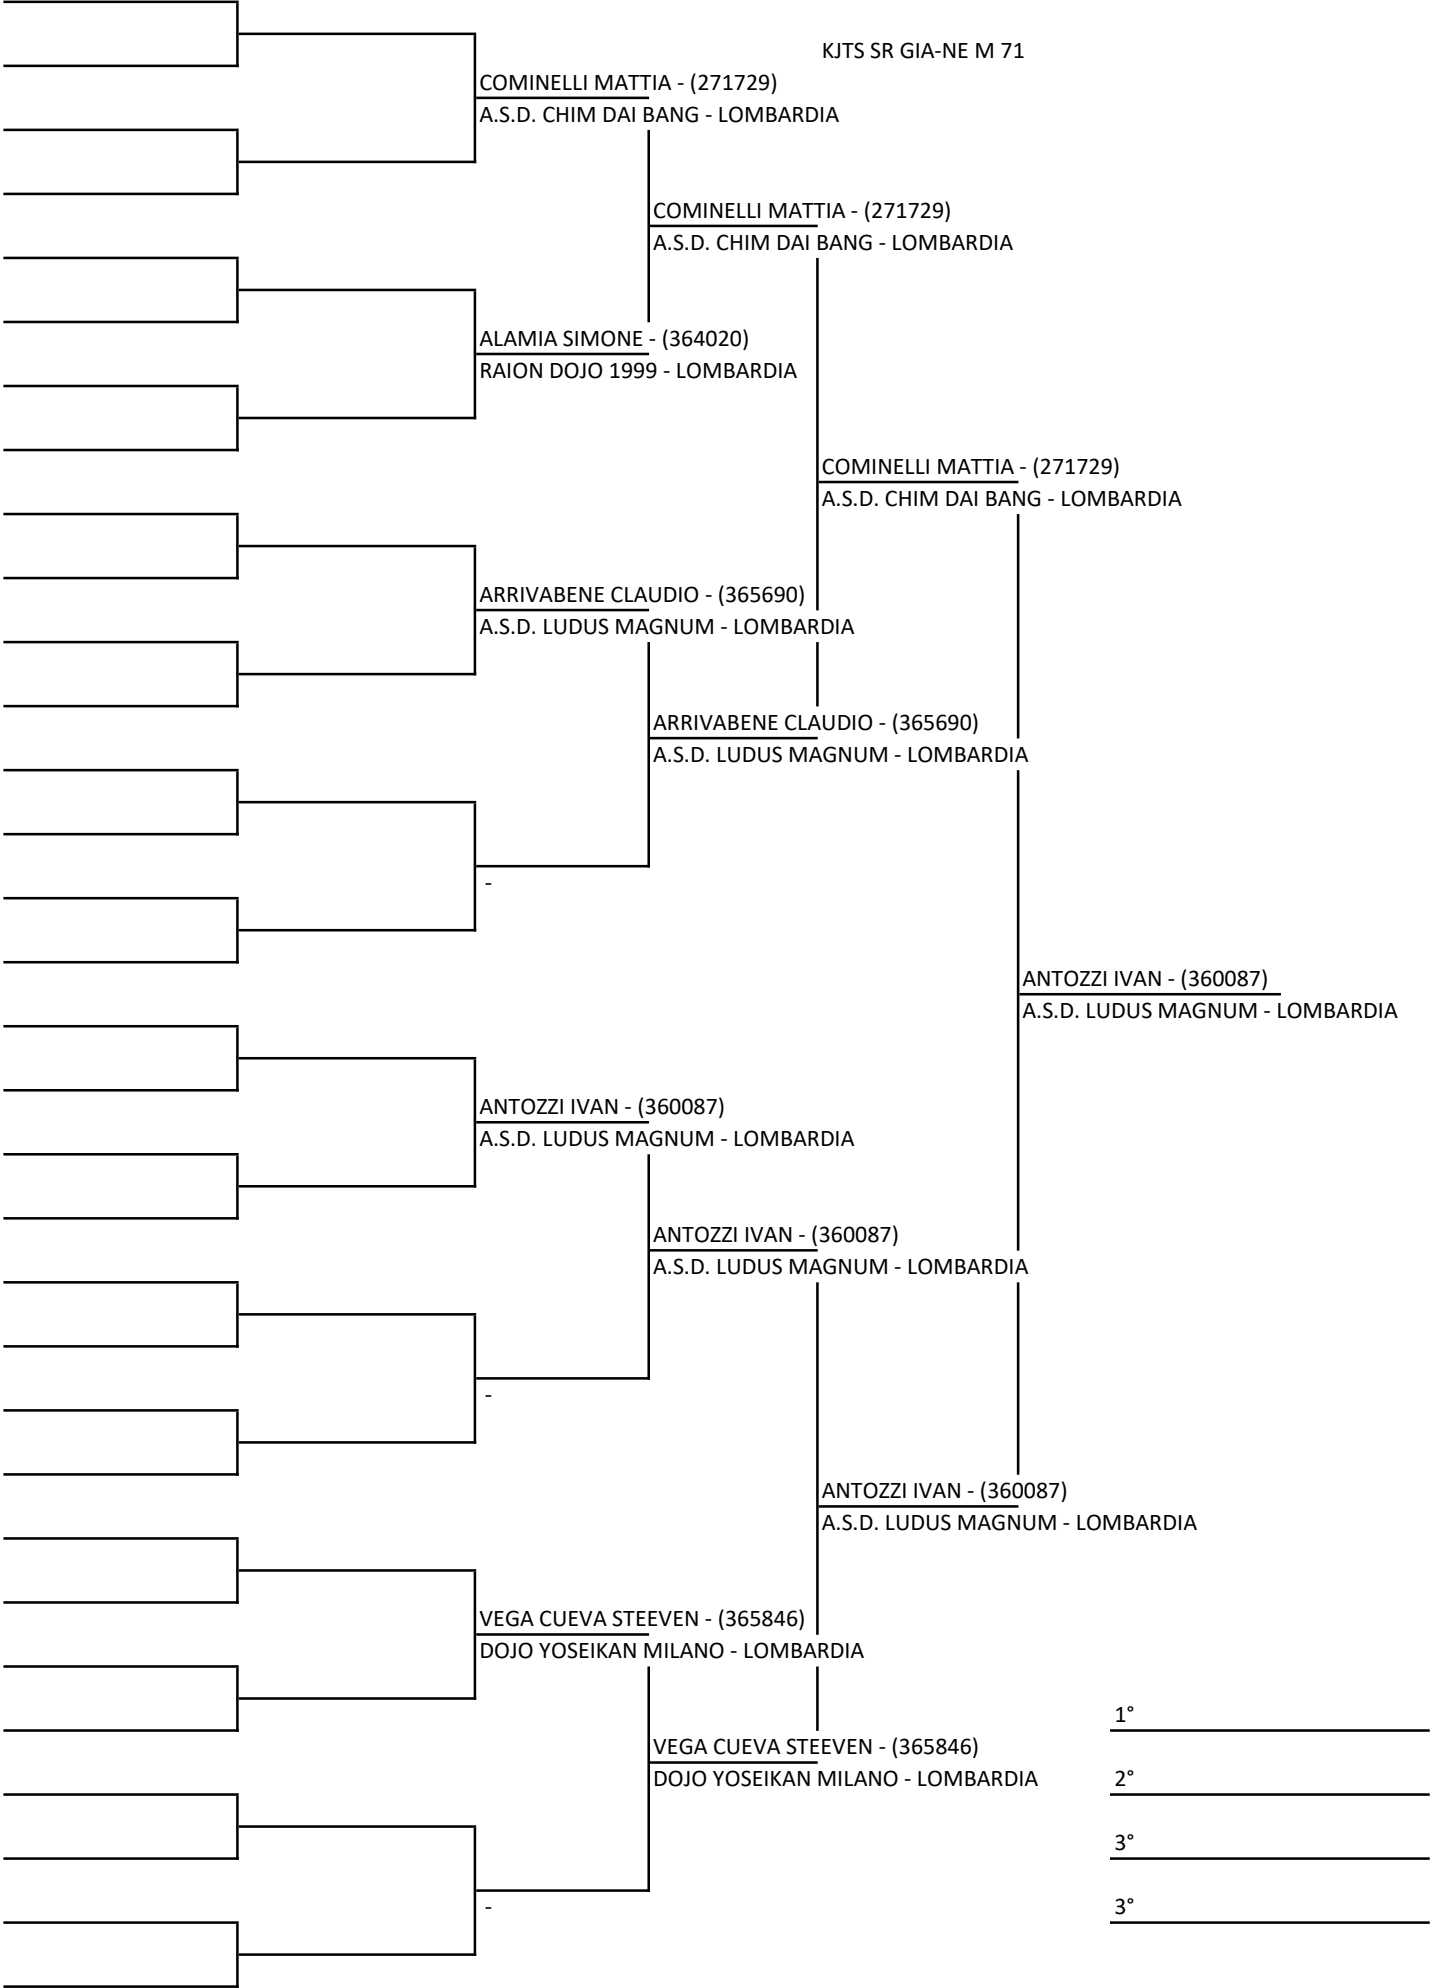 KJTS SR GIA-NE M 71
COMINELLI MATTIA - (271729)
A.S.D. CHIM DAI BANG - LOMBARDIA
COMINELLI MATTIA - (271729)
A.S.D. CHIM DAI BANG - LOMBARDIA
ALAMIA SIMONE - (364020)
RAION DOJO 1999 - LOMBARDIA
COMINELLI MATTIA - (271729)
A.S.D. CHIM DAI BANG - LOMBARDIA
ARRIVABENE CLAUDIO - (365690)
A.S.D. LUDUS MAGNUM - LOMBARDIA
ARRIVABENE CLAUDIO - (365690)
A.S.D. LUDUS MAGNUM - LOMBARDIA
-
ANTOZZI IVAN - (360087)
A.S.D. LUDUS MAGNUM - LOMBARDIA
ANTOZZI IVAN - (360087)
A.S.D. LUDUS MAGNUM - LOMBARDIA
ANTOZZI IVAN - (360087)
A.S.D. LUDUS MAGNUM - LOMBARDIA
-
ANTOZZI IVAN - (360087)
A.S.D. LUDUS MAGNUM - LOMBARDIA
VEGA CUEVA STEEVEN - (365846)
DOJO YOSEIKAN MILANO - LOMBARDIA
1°
VEGA CUEVA STEEVEN - (365846)
DOJO YOSEIKAN MILANO - LOMBARDIA
2°
3°
-
3°